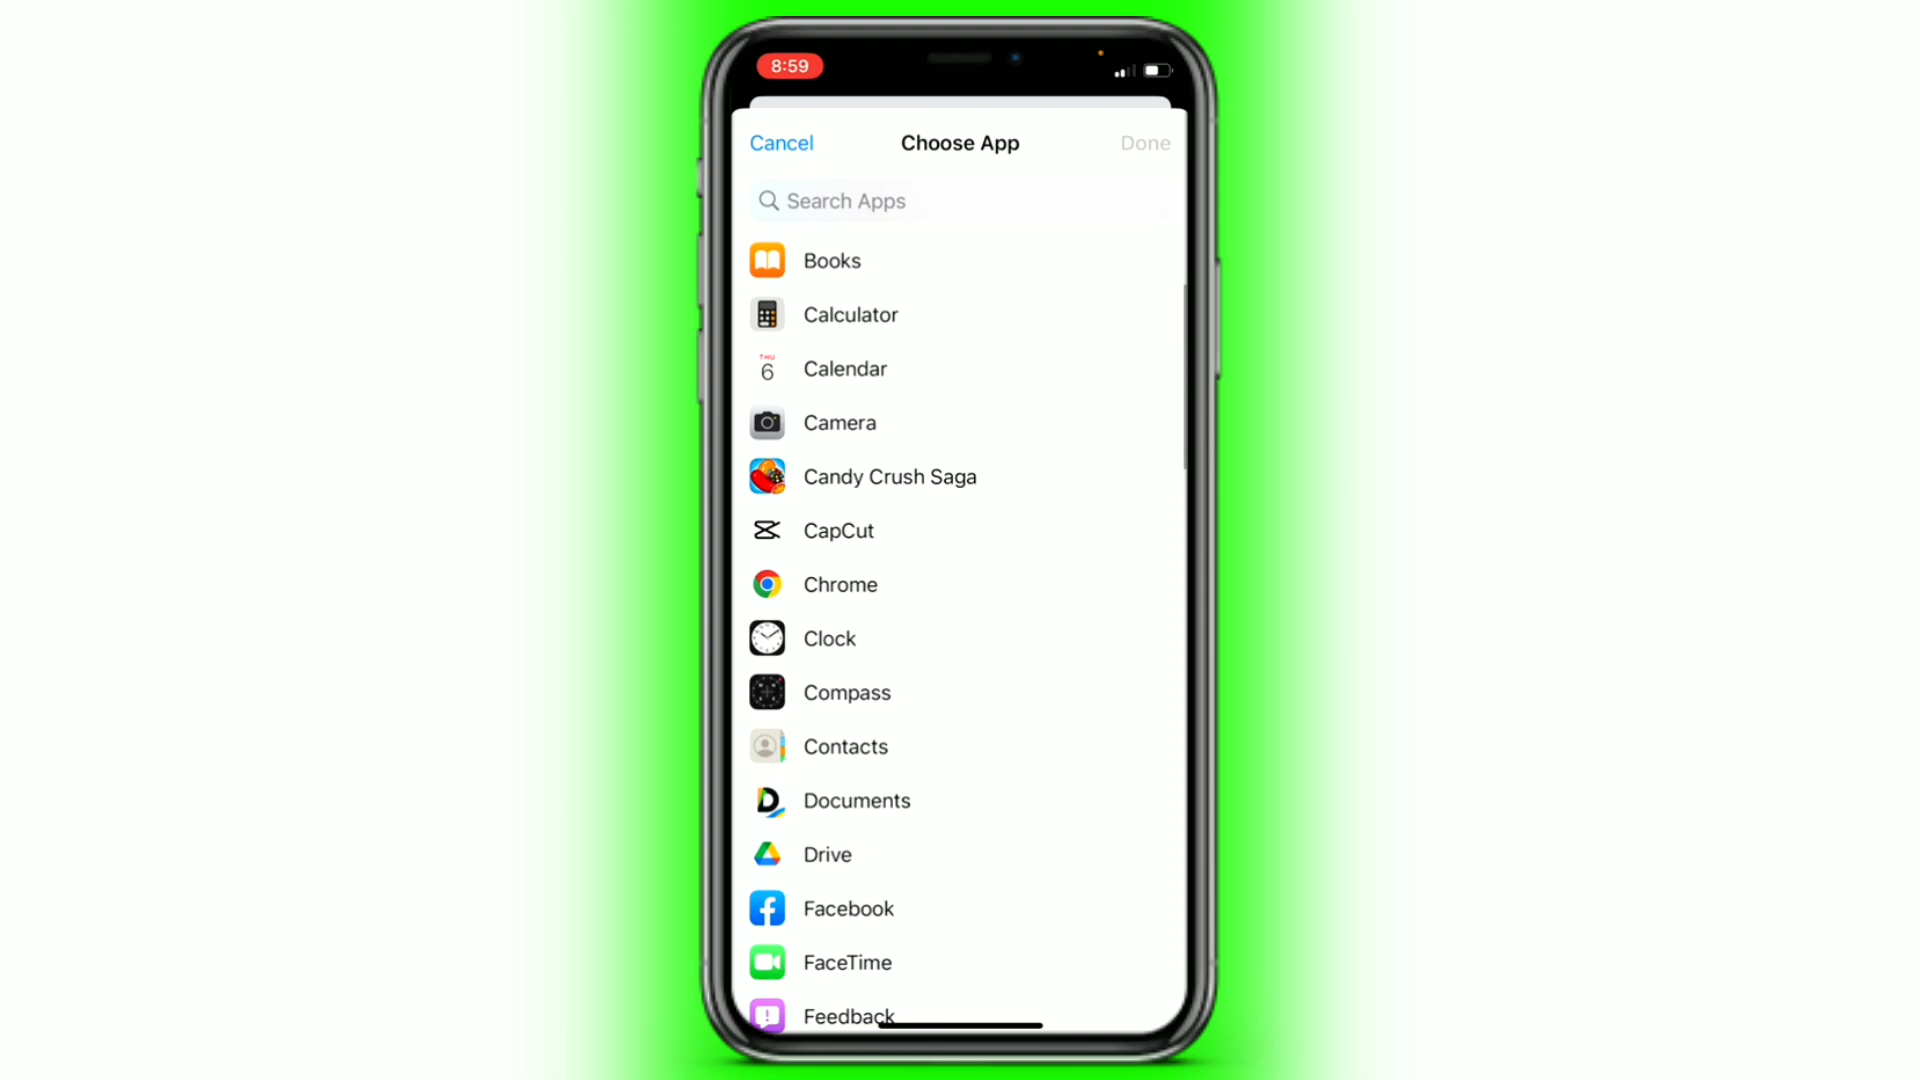 8:59
Cancel Choose App Done
Search Apps
Books
Calculator
THU
6
Calendar
Camera
Candy Crush Saga
CapCut
Chrome
Clock
Compass
Contacts
Documents
Drive
Facebook
FaceTime
Feedback